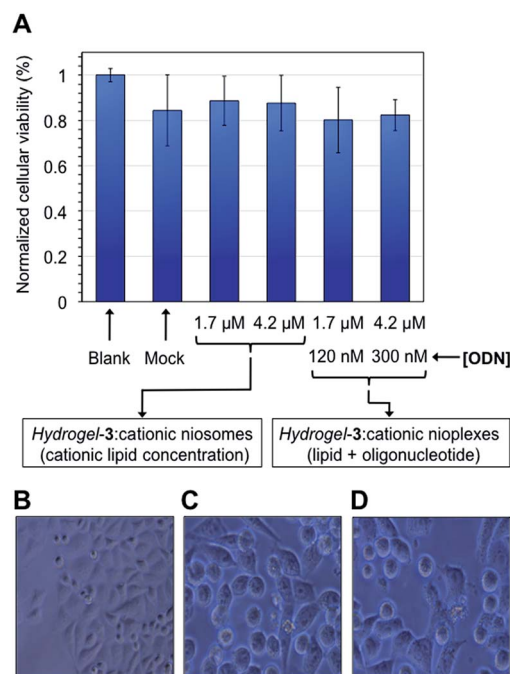 A
Normalized cellular viability (%)
1
0.8
0.6
0.4
0.2
0
1.7 µM 4.2 µM 1.7 µM 4.2 µM
Blank Mock 120 nM 300 nM [ODN]
Hydrogel-3:cationic niosomes
(cationic lipid concentration)
Hydrogel-3:cationic nioplexes
(lipid + oligonucleotide)
B C D